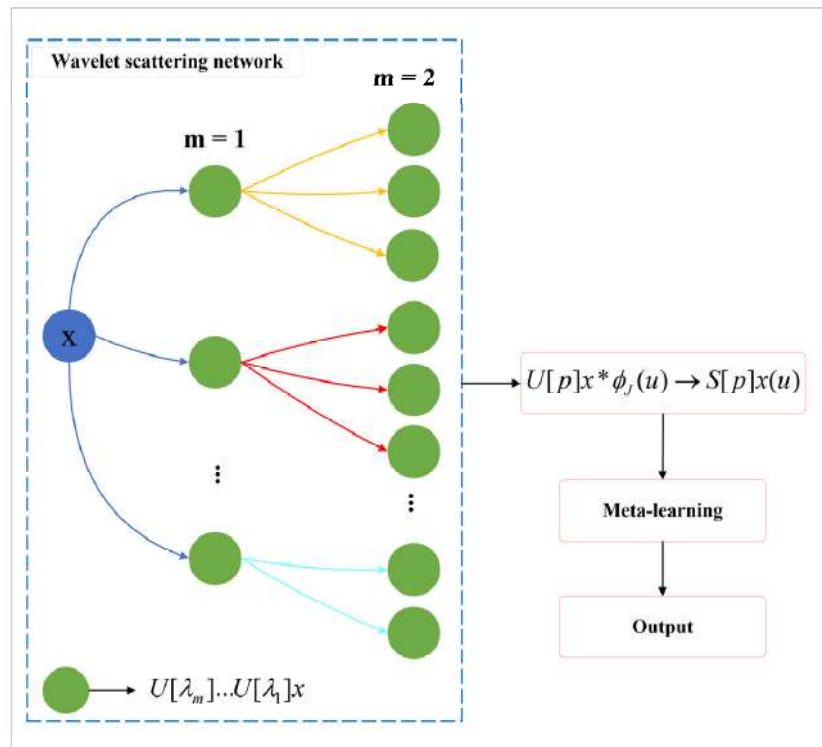 Wavelet scattering network
m = 2
m = 1
X
...
...
U[p]x*ϕ_J(u) → S[p]x(u)
Meta-learning
Output
U[λ_m]...U[λ_1]x